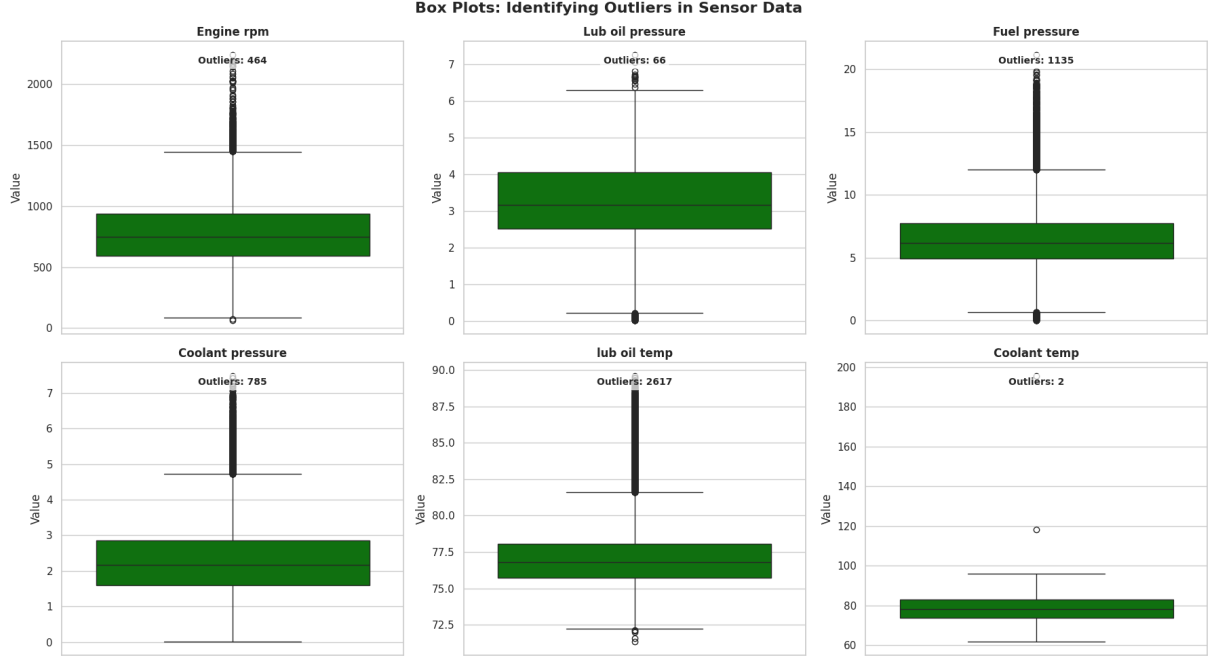 Box Plots: Identifying Outliers in Sensor Data
Engine rpm
Outliers: 464
Value
2000
1500
1000
500
0
Lub oil pressure
Outliers: 66
Value
7
6
5
4
3
2
1
0
Fuel pressure
Outliers: 1135
Value
20
15
10
5
0
Coolant pressure
Outliers: 785
Value
7
6
5
4
3
2
1
0
lub oil temp
Outliers: 2617
Value
90.0
87.5
85.0
82.5
80.0
77.5
75.0
72.5
Coolant temp
Outliers: 2
Value
200
180
160
140
120
100
80
60